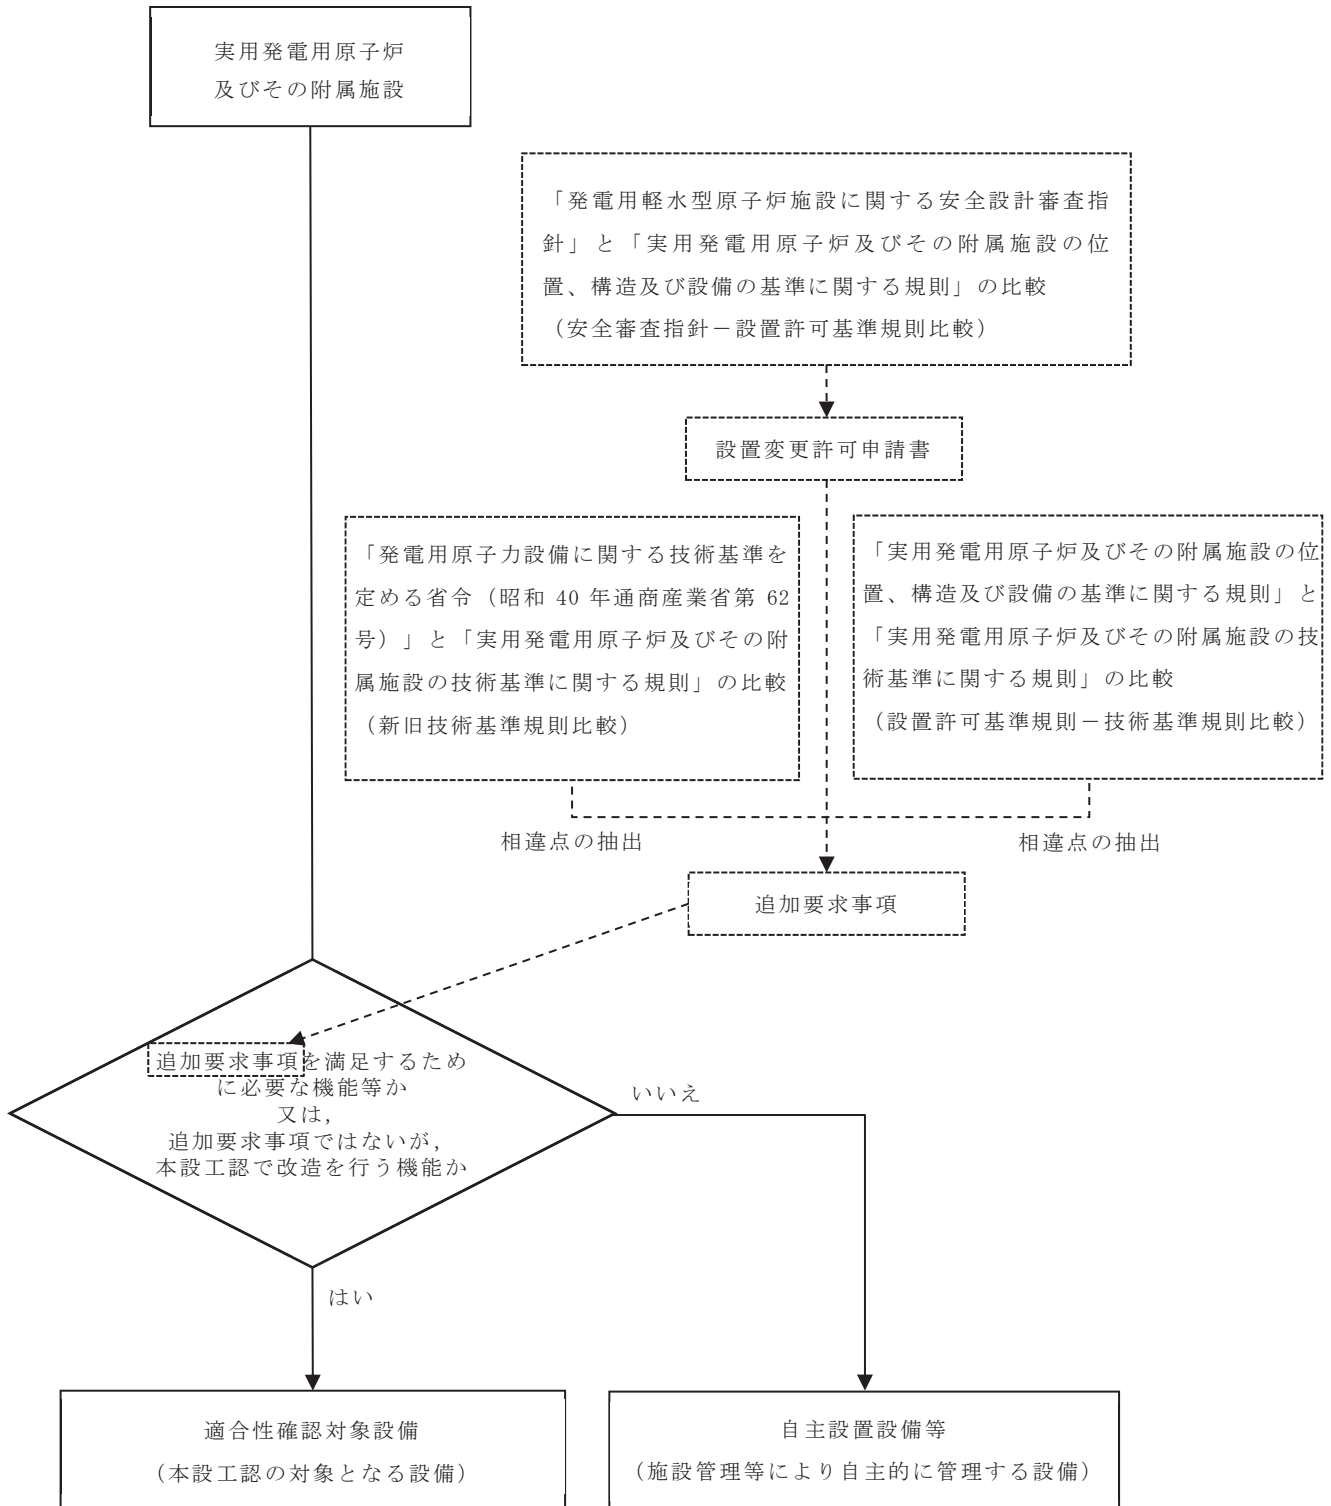 実用発電用原子炉
及びその附属施設
「発電用軽水型原子炉施設に関する安全設計審査指
針」と「実用発電用原子炉及びその附属施設の位
置、構造及び設備の基準に関する規則」の比較
（安全審査指針－設置許可基準規則比較）
設置変更許可申請書
「発電用原子力設備に関する技術基準を
定める省令（昭和 40 年通商産業省第 62
号）」と「実用発電用原子炉及びその附
属施設の技術基準に関する規則」の比較
（新旧技術基準規則比較）
「実用発電用原子炉及びその附属施設の位
置、構造及び設備の基準に関する規則」と
「実用発電用原子炉及びその附属施設の技
術基準に関する規則」の比較
（設置許可基準規則－技術基準規則比較）
相違点の抽出
相違点の抽出
追加要求事項
追加要求事項を満足するため
に必要な機能等か
又は，
追加要求事項ではないが，
本設工認で改造を行う機能か
いいえ
はい
適合性確認対象設備
（本設工認の対象となる設備）
自主設置設備等
（施設管理等により自主的に管理する設備）